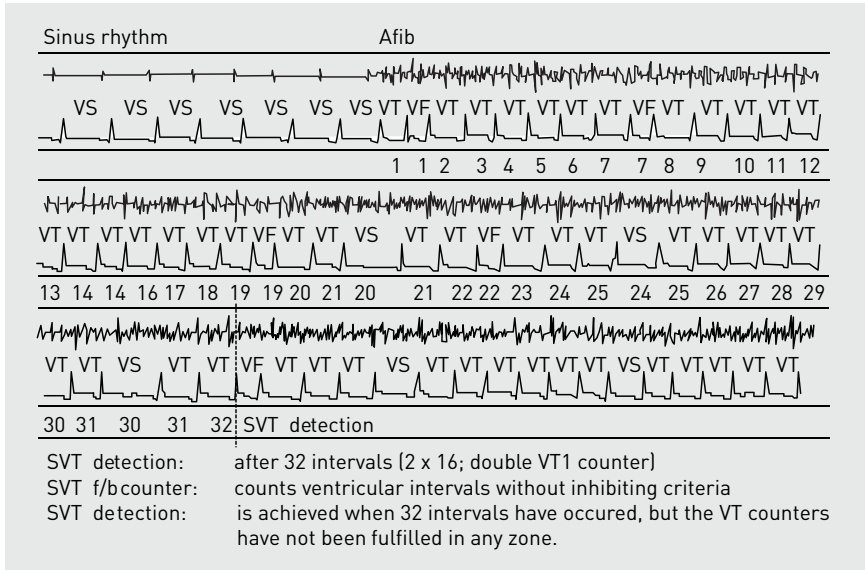 Sinus rhythm Afib
VS VS VS VS VS VS VS VT VF VT VT VT VT VT VT VF VT VT VT VT VT
1 1 2 3 4 5 6 7 7 8 9 10 11 12
VT VT VT VT VT VT VT VF VT VT VS VT VT VF VT VT VT VS VT VT VT VT VT
13 14 14 16 17 18 19 19 20 21 20 21 22 22 23 24 25 24 25 26 27 28 29
VT VT VS VT VT VF VT VT VT VS VT VT VT VT VT VS VT VT VT VT VT
30 31 30 31 32 SVT detection
SVT detection: after 32 intervals (2 x 16; double VT1 counter)
SVT f/bcounter: counts ventricular intervals without inhibiting criteria
SVT detection: is achieved when 32 intervals have occured, but the VT counters
have not been fulfilled in any zone.